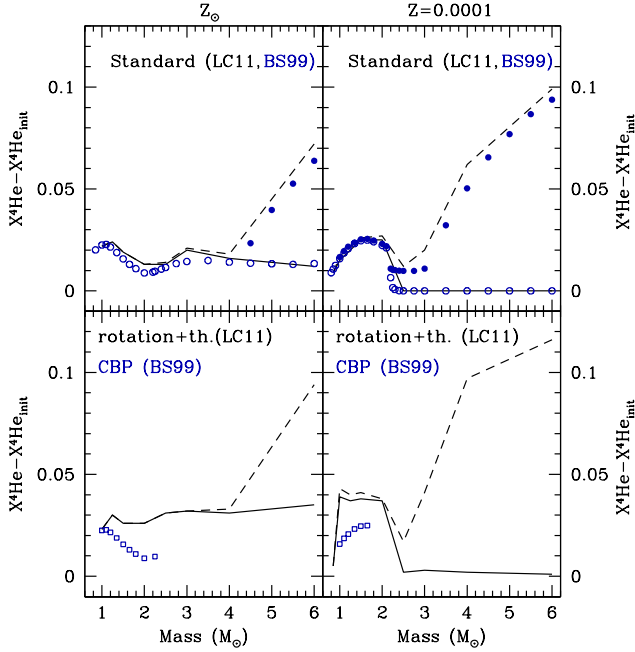 Z⊙ Z=0.0001
Standard (LC11,BS99) Standard (LC11,BS99)
0.1 0.1
X⁴He−X⁴He_init X⁴He−X⁴He_init
0.05 0.05
0 0
rotation+th.(LC11) rotation+th. (LC11)
CBP (BS99) CBP (BS99)
0.1 0.1
X⁴He−X⁴He_init X⁴He−X⁴He_init
0.05 0.05
0 0
1 2 3 4 5 6 1 2 3 4 5 6
Mass (M⊙) Mass (M⊙)